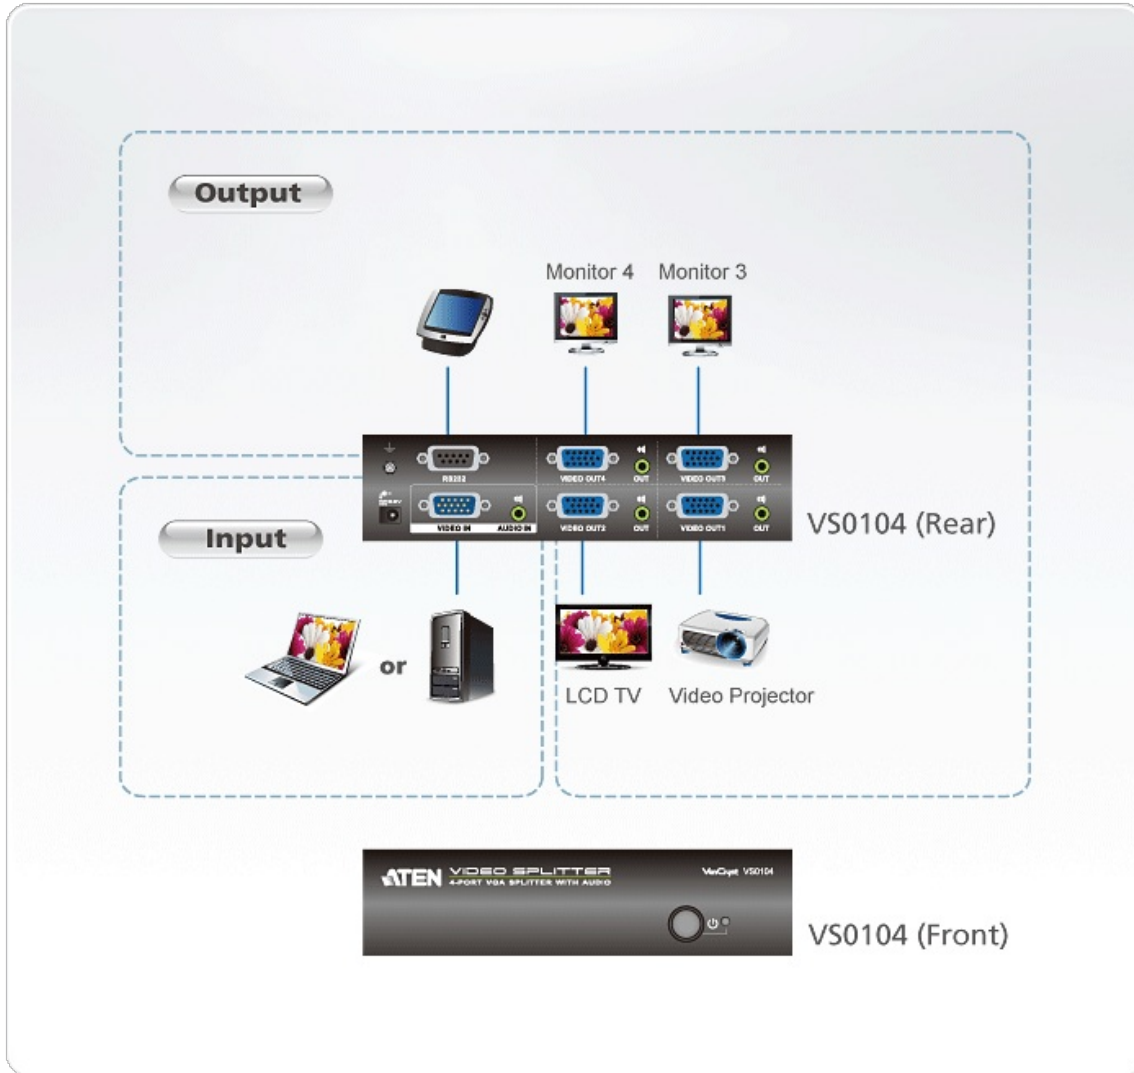 Output
Monitor 4
Monitor 3
RS232
VIDEO OUT4
OUT
VIDEO OUT3
OUT
VIDEO IN
AUDIO IN
VIDEO OUT2
OUT
VIDEO OUT1
OUT
VS0104 (Rear)
Input
or
LCD TV
Video Projector
ATEN
VIDEO SPLITTER
4-PORT VGA SPLITTER WITH AUDIO
VanCryst VS0104
VS0104 (Front)